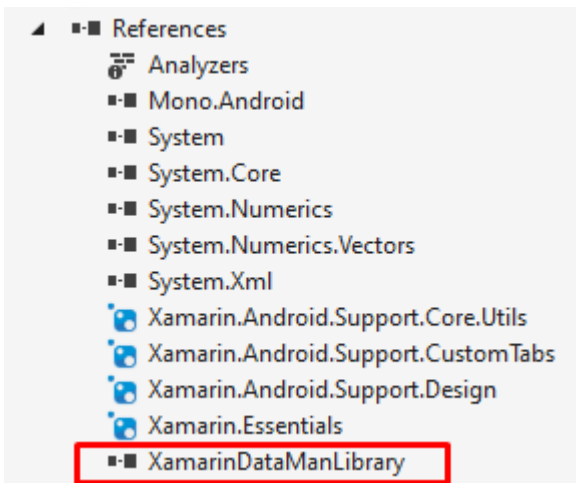 References
Analyzers
Mono.Android
System
System.Core
System.Numerics
System.Numerics.Vectors
System.Xml
Xamarin.Android.Support.Core.Utils
Xamarin.Android.Support.CustomTabs
Xamarin.Android.Support.Design
Xamarin.Essentials
XamarinDataManLibrary